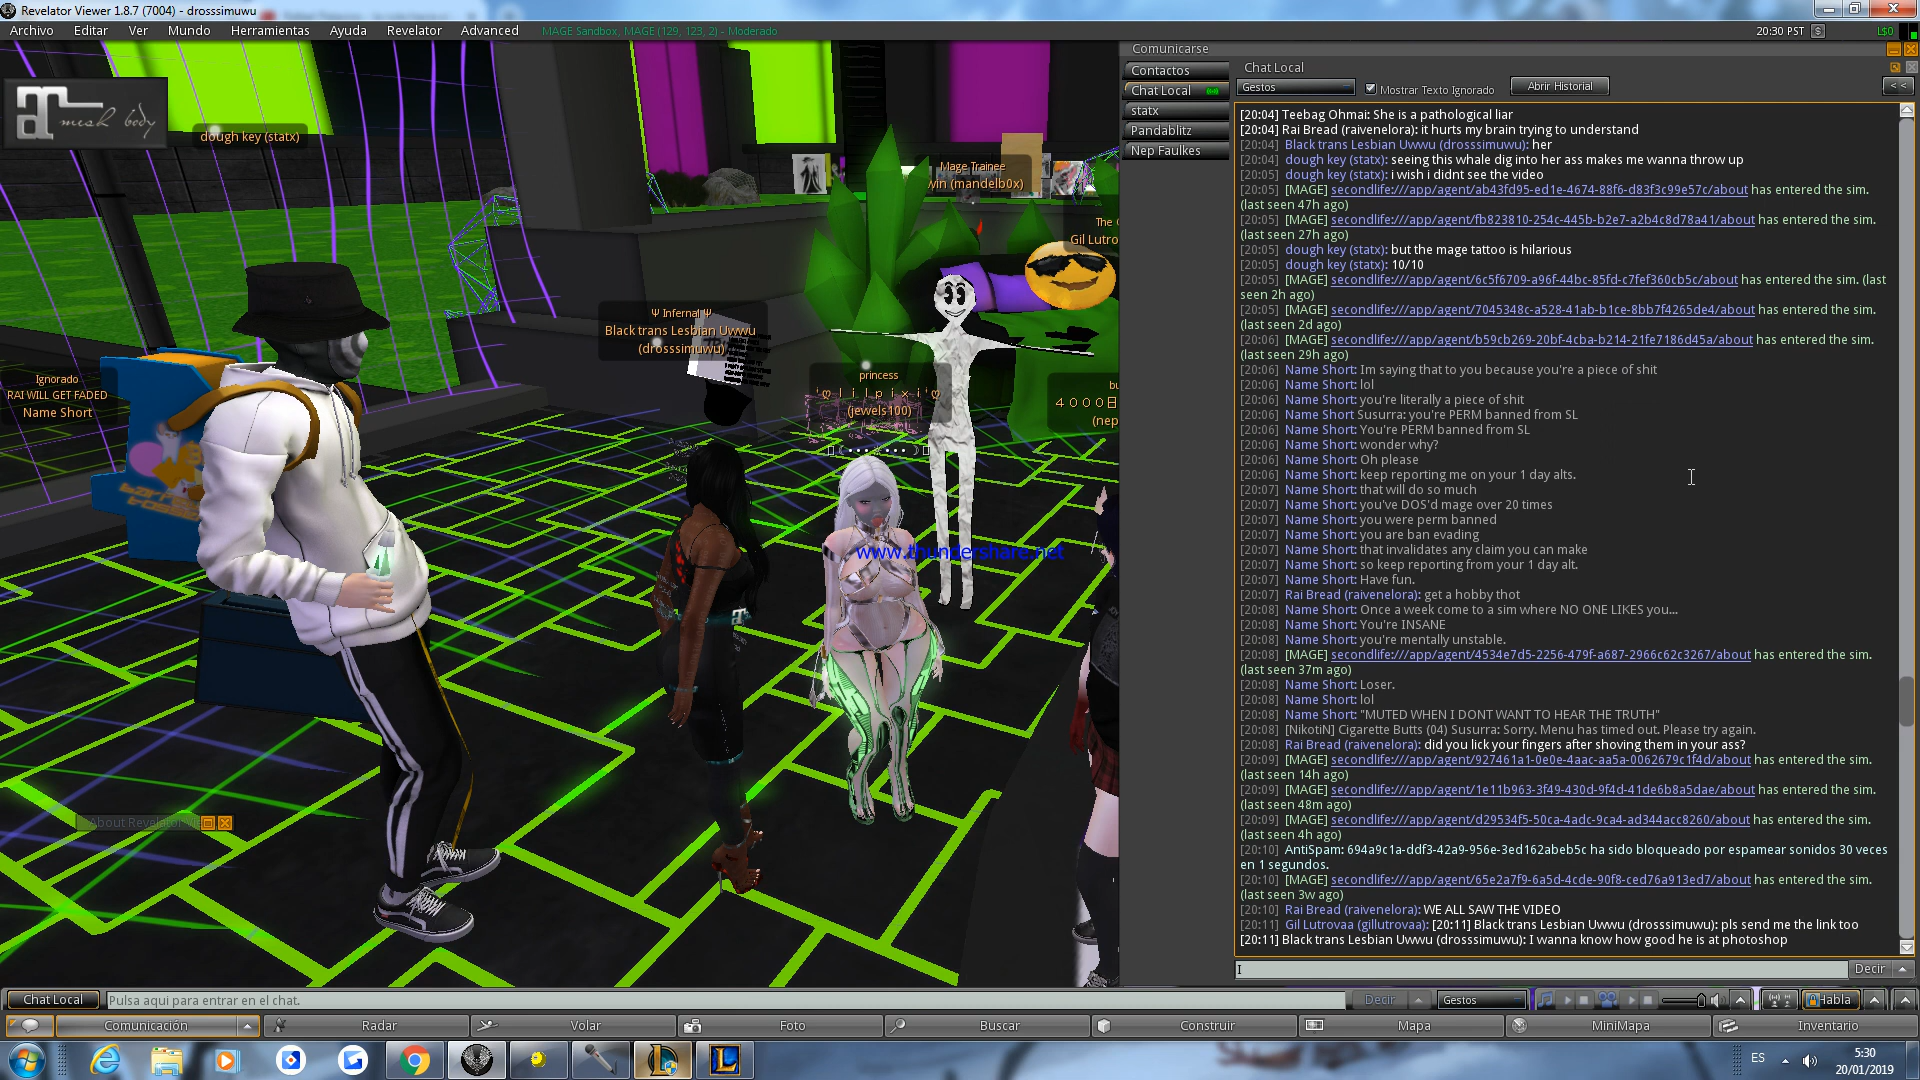 Revelator Viewer 1.8.7 (7004) - drosssimuwu
Archivo Editar Ver Mundo Herramientas Ayuda Revelator Advanced MAGE Sandbox, MAGE (129, 123, 2) - Moderado 20:30 PST $ L$0
mesh body
dough key (statx)
Mage Trainee
win (mandelb0x)
The
Gil Lutro
Ψ Infernal Ψ
Black trans Lesbian Uwwu
(drosssimuwu)
princess
(jewels100)
Ignorado
RAI WILL GET FADED
Name Short
(nep
www.thundershare.net
About Revelator
Comunicarse
Contactos
Chat Local
statx
Pandablitz
Nep Faulkes
Chat Local
Gestos Mostrar Texto Ignorado Abrir Historial <<
[20:04] Teebag Ohmai: She is a pathological liar
[20:04] Rai Bread (raivenelora): it hurts my brain trying to understand
[20:04] Black trans Lesbian Uwwu (drosssimuwu): her
[20:04] dough key (statx): seeing this whale dig into her ass makes me wanna throw up
[20:05] dough key (statx): i wish i didnt see the video
[20:05] [MAGE] secondlife:///app/agent/ab43fd95-ed1e-4674-88f6-d83f3c99e57c/about has entered the sim.
(last seen 47h ago)
[20:05] [MAGE] secondlife:///app/agent/fb823810-254c-445b-b2e7-a2b4c8d78a41/about has entered the sim.
(last seen 27h ago)
[20:05] dough key (statx): but the mage tattoo is hilarious
[20:05] dough key (statx): 10/10
[20:05] [MAGE] secondlife:///app/agent/6c5f6709-a96f-44bc-85fd-c7fef360cb5c/about has entered the sim. (last
seen 2h ago)
[20:05] [MAGE] secondlife:///app/agent/7045348c-a528-41ab-b1ce-8bb7f4265de4/about has entered the sim.
(last seen 2d ago)
[20:06] [MAGE] secondlife:///app/agent/b59cb269-20bf-4cba-b214-21fe7186d45a/about has entered the sim.
(last seen 29h ago)
[20:06] Name Short: Im saying that to you because you're a piece of shit
[20:06] Name Short: lol
[20:06] Name Short: you're literally a piece of shit
[20:06] Name Short Susurra: you're PERM banned from SL
[20:06] Name Short: You're PERM banned from SL
[20:06] Name Short: wonder why?
[20:06] Name Short: Oh please
[20:06] Name Short: keep reporting me on your 1 day alts.
[20:07] Name Short: that will do so much
[20:07] Name Short: you've DOS'd mage over 20 times
[20:07] Name Short: you were perm banned
[20:07] Name Short: you are ban evading
[20:07] Name Short: that invalidates any claim you can make
[20:07] Name Short: so keep reporting from your 1 day alt.
[20:07] Name Short: Have fun.
[20:07] Rai Bread (raivenelora): get a hobby thot
[20:08] Name Short: Once a week come to a sim where NO ONE LIKES you...
[20:08] Name Short: You're INSANE
[20:08] Name Short: you're mentally unstable.
[20:08] [MAGE] secondlife:///app/agent/4534e7d5-2256-479f-a687-2966c62c3267/about has entered the sim.
(last seen 37m ago)
[20:08] Name Short: Loser.
[20:08] Name Short: lol
[20:08] Name Short: "MUTED WHEN I DONT WANT TO HEAR THE TRUTH"
[20:08] [NikotiN] Cigarette Butts (04) Susurra: Sorry. Menu has timed out. Please try again.
[20:08] Rai Bread (raivenelora): did you lick your fingers after shoving them in your ass?
[20:09] [MAGE] secondlife:///app/agent/927461a1-0e0e-4aac-aa5a-0062679c1f4d/about has entered the sim.
(last seen 14h ago)
[20:09] [MAGE] secondlife:///app/agent/1e11b963-3f49-430d-9f4d-41de6b8a5dae/about has entered the sim.
(last seen 48m ago)
[20:09] [MAGE] secondlife:///app/agent/d29534f5-50ca-4adc-9ca4-ad344acc8260/about has entered the sim.
(last seen 4h ago)
[20:10] AntiSpam: 694a9c1a-ddf3-42a9-956e-3ed162abeb5c ha sido bloqueado por espamear sonidos 30 veces
en 1 segundos.
[20:10] [MAGE] secondlife:///app/agent/65e2a7f9-6a5d-4cde-90f8-ced76a913ed7/about has entered the sim.
(last seen 3w ago)
[20:10] Rai Bread (raivenelora): WE ALL SAW THE VIDEO
[20:11] Gil Lutrovaa (gillutrovaa): [20:11] Black trans Lesbian Uwwu (drosssimuwu): pls send me the link too
[20:11] Black trans Lesbian Uwwu (drosssimuwu): I wanna know how good he is at photoshop
Decir
Chat Local Pulsa aqui para entrar en el chat. Decir Gestos Habla
Comunicación Radar Volar Foto Buscar Construir Mapa MiniMapa Inventario
ES 5:30
20/01/2019